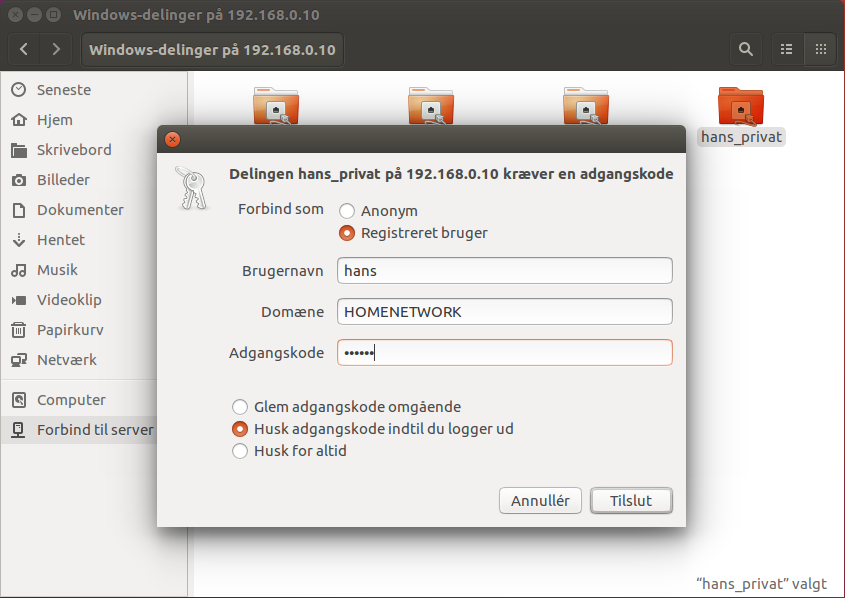 Windows-delinger på 192.168.0.10
Windows-delinger på 192.168.0.10
Seneste
Hjem
Skrivebord
Billeder
Dokumenter
Hentet
Musik
Videoklip
Papirkurv
Netværk
Computer
Forbind til server
hans_privat
Delingen hans_privat på 192.168.0.10 kræver en adgangskode
Forbind som
Anonym
Registreret bruger
Brugernavn hans
Domæne HOMENETWORK
Adgangskode ••••••
Glem adgangskode omgående
Husk adgangskode indtil du logger ud
Husk for altid
Annullér Tilslut
“hans_privat” valgt